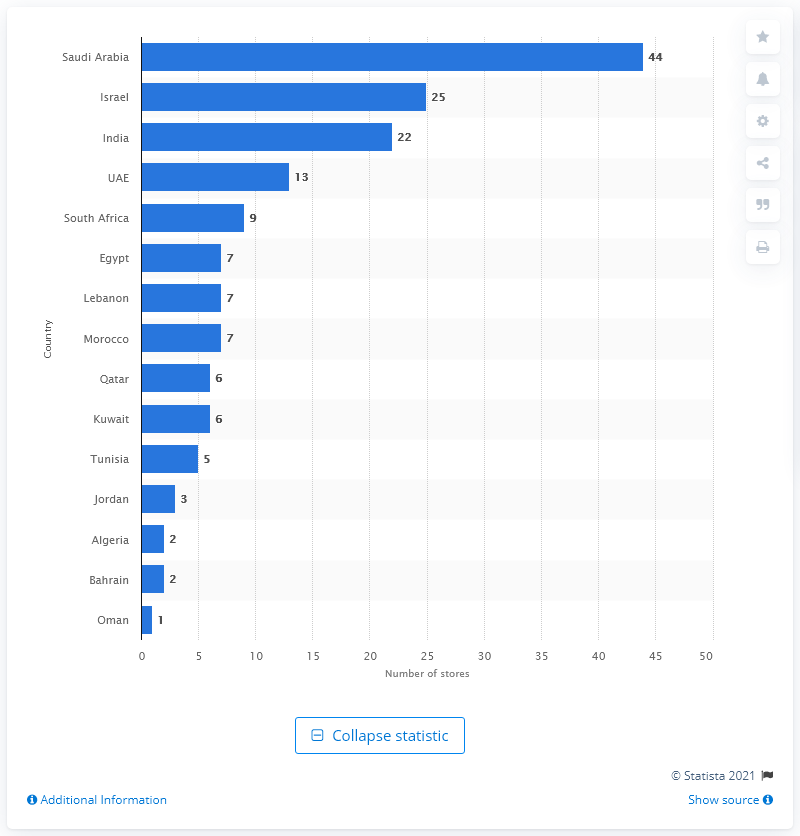 Saudi Arabia 44
Israel 25
India 22
UAE 13
South Africa 9
Egypt 7
Lebanon 7
Morocco 7
Qatar 6
Kuwait 6
Tunisia 5
Jordan 3
Algeria 2
Bahrain 2
Oman 1
Country
0 5 10 15 20 25 30 35 40 45 50
Number of stores
Collapse statistic
© Statista 2021
Additional Information Show source